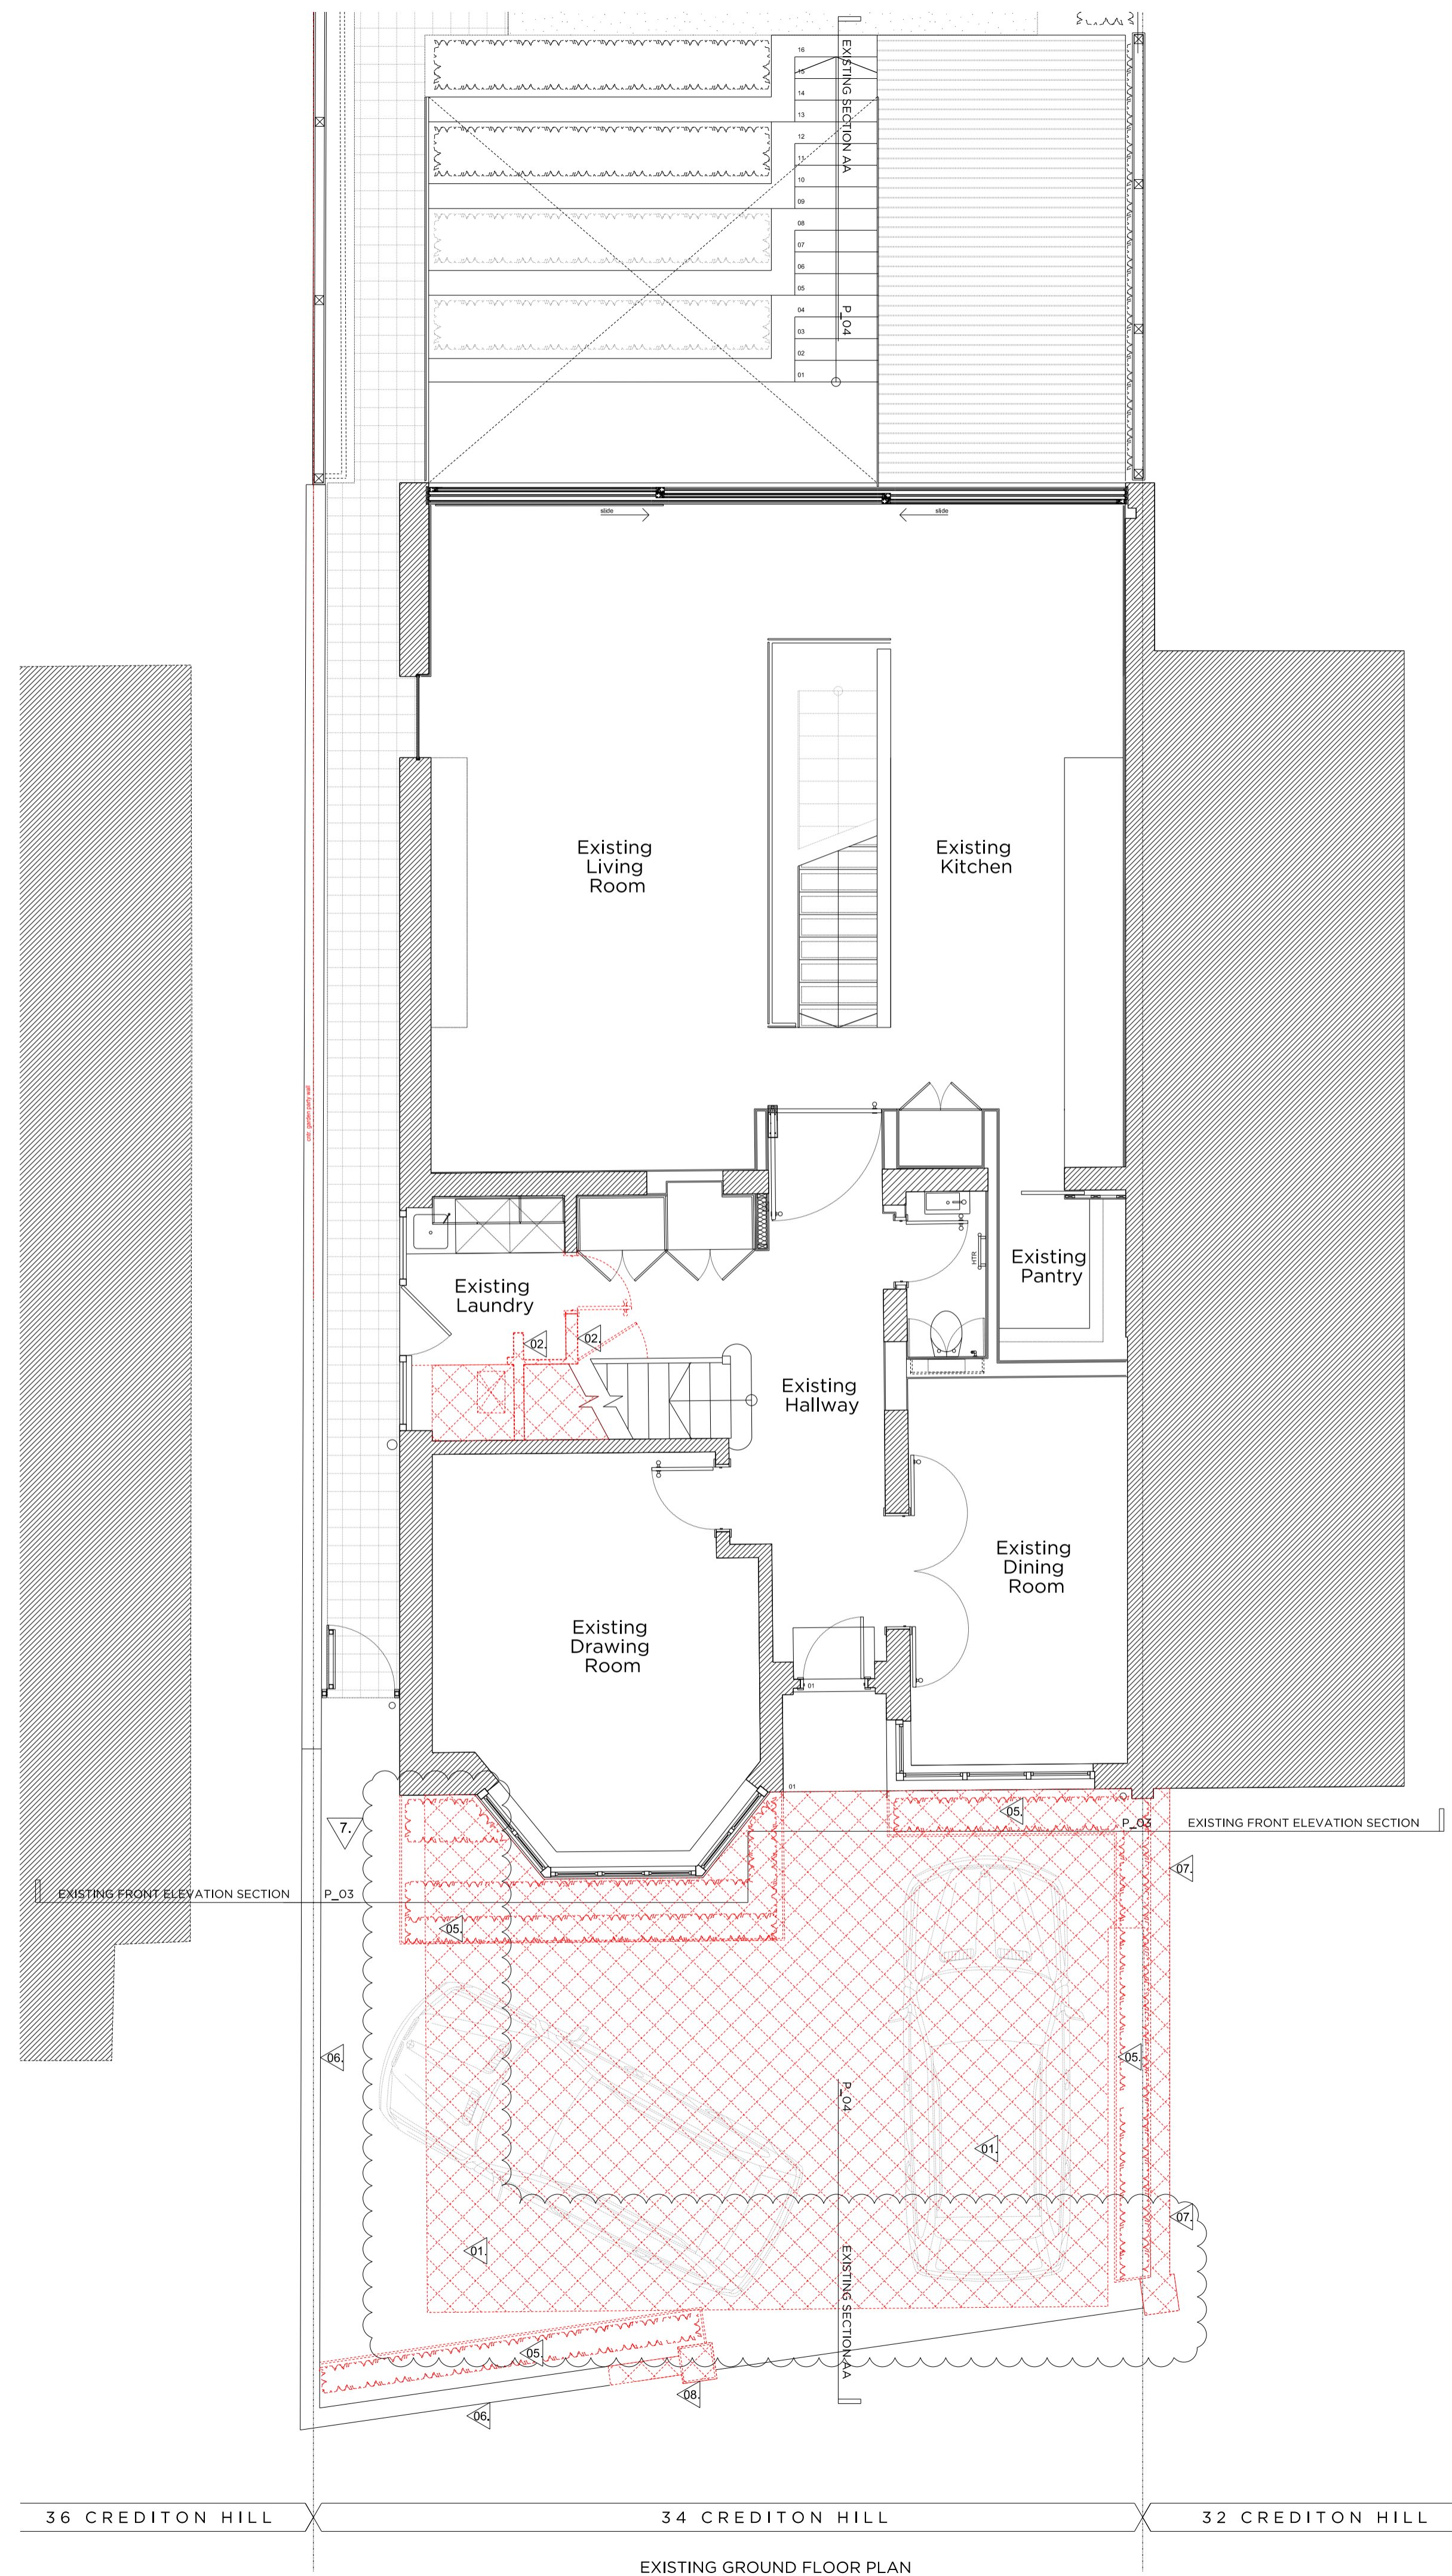 16
15
14
13
12
11
10
09
08
07
06
05
04
03
02
01
EXISTING SECTION AA
P_04
slide
slide
Existing
Living
Room
Existing
Kitchen
cntr. garden party wall
Existing
Laundry
HTR
Existing
Pantry
02.
02.
Existing
Hallway
Existing
Dining
Room
Existing
Drawing
Room
01
01
05.
7.
P_03
EXISTING FRONT ELEVATION SECTION
07.
EXISTING FRONT ELEVATION SECTION
P_03
05.
06.
05.
P_04
01.
07.
01.
EXISTING SECTION AA
05.
08.
06.
36 CREDITON HILL
34 CREDITON HILL
32 CREDITON HILL
EXISTING GROUND FLOOR PLAN